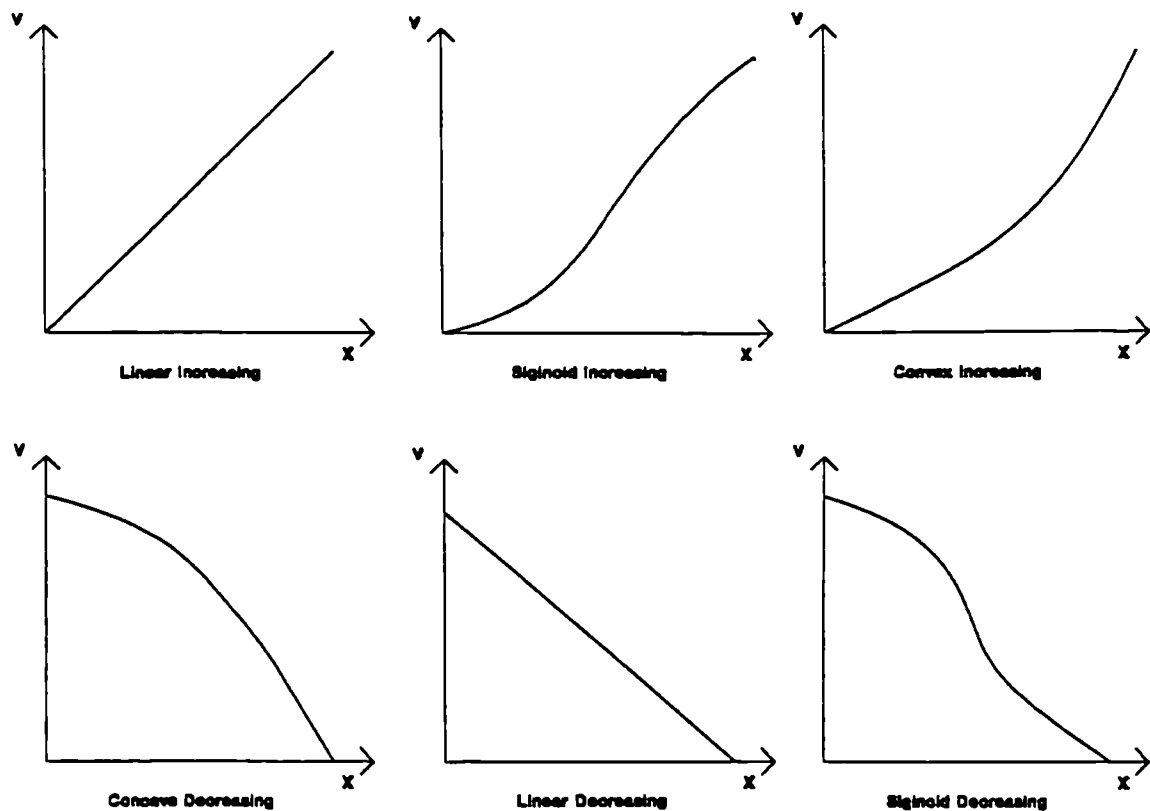 V
V
V
X
X
X
Linear Increasing
Siginoid Increasing
Convex Increasing
V
V
V
X
X
X
Concave Decreasing
Linear Decreasing
Siginoid Decreasing